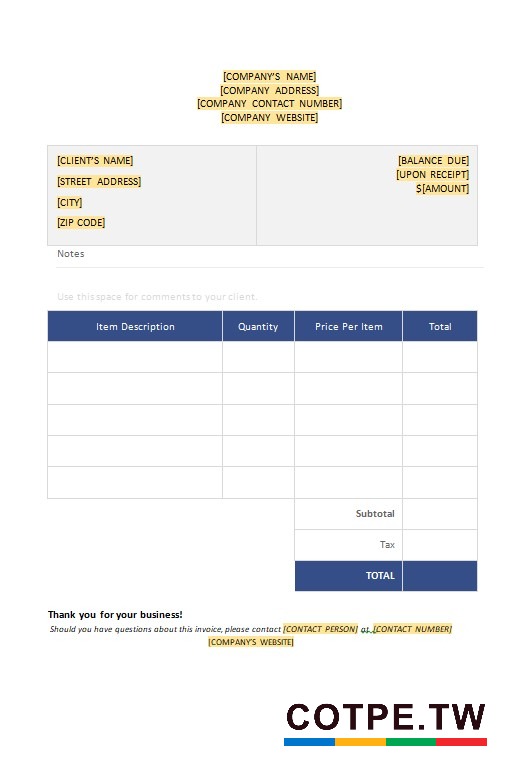 [COMPANY'S NAME]
[COMPANY ADDRESS]
[COMPANY CONTACT NUMBER]
[COMPANY WEBSITE]
[CLIENT'S NAME]
[STREET ADDRESS]
[CITY]
[ZIP CODE]
[BALANCE DUE]
[UPON RECEIPT]
$[AMOUNT]
Notes
Use this space for comments to your client.
Item Description Quantity Price Per Item Total
Subtotal
Tax
TOTAL
Thank you for your business!
Should you have questions about this invoice, please contact [CONTACT PERSON] at [CONTACT NUMBER]
[COMPANY'S WEBSITE]
COTPE.TW